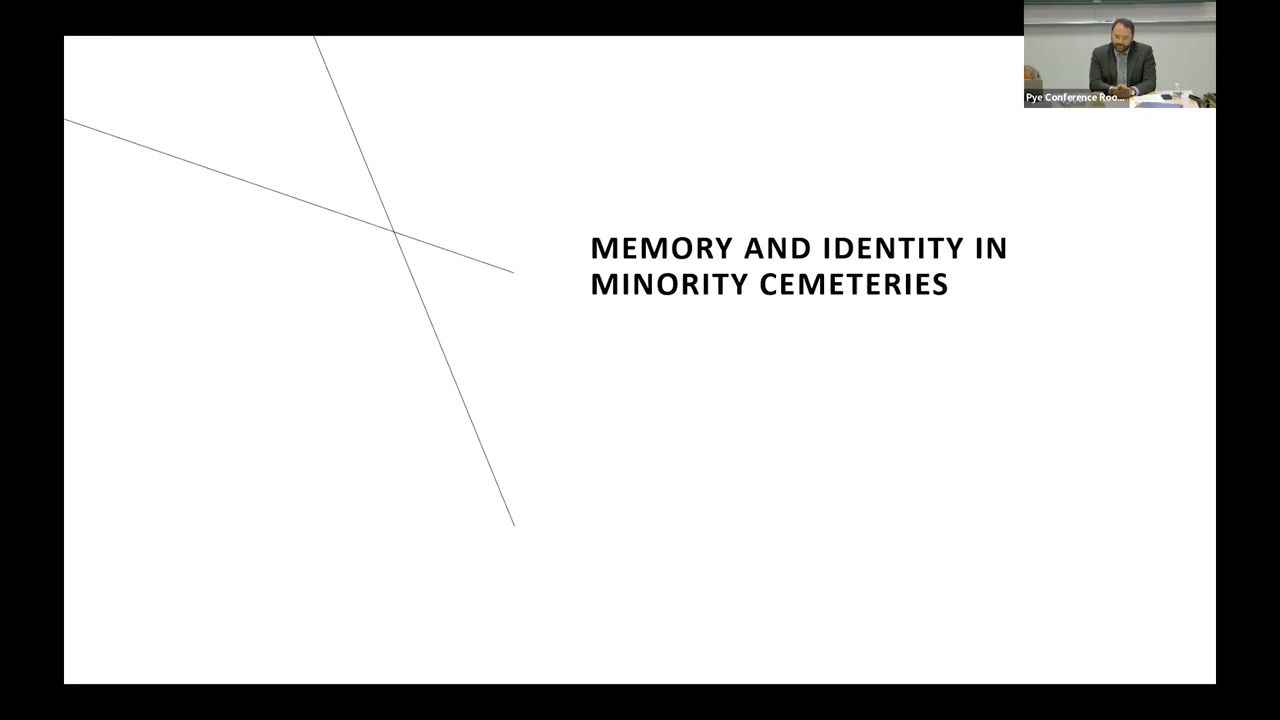 Pye Conference Roo...
MEMORY AND IDENTITY IN
MINORITY CEMETERIES